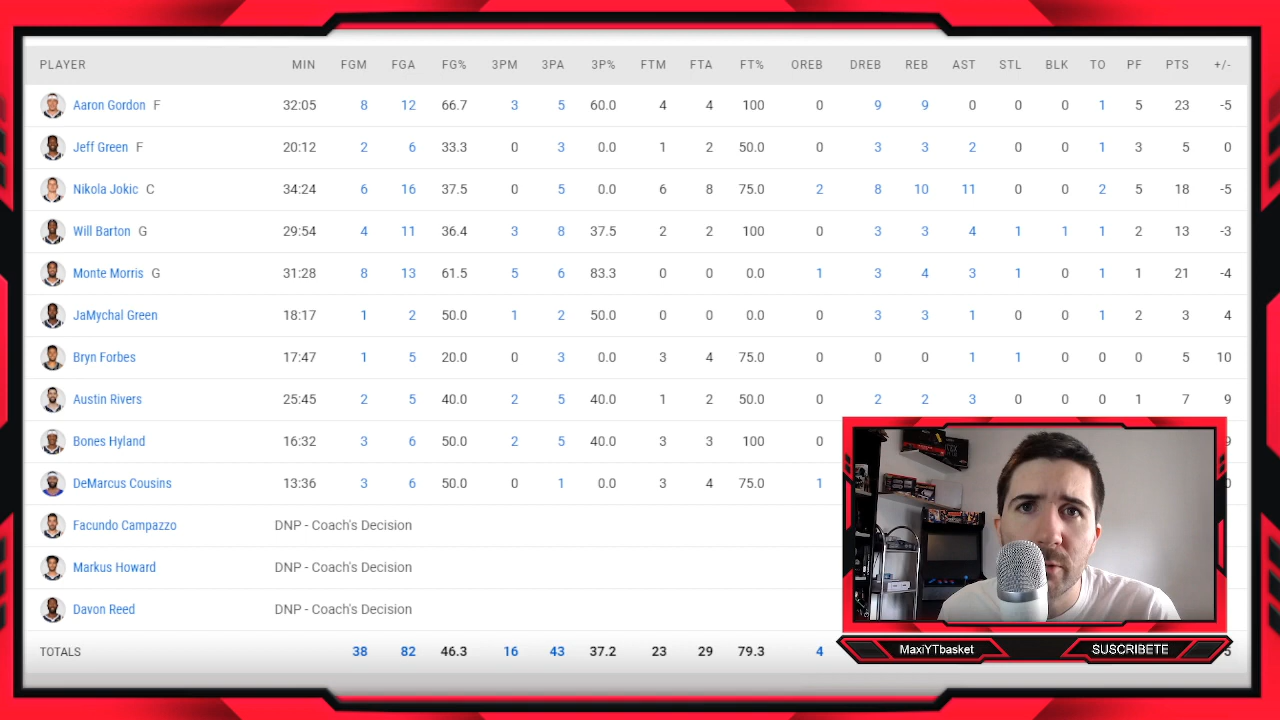 PLAYER MIN FGM FGA FG% 3PM 3PA 3P% FTM FTA FT% OREB DREB REB AST STL BLK TO PF PTS +/-
Aaron Gordon F 32:05 8 12 66.7 3 5 60.0 4 4 100 0 9 9 0 0 0 1 5 23 -5
Jeff Green F 20:12 2 6 33.3 0 3 0.0 1 2 50.0 0 3 3 2 0 0 1 3 5 0
Nikola Jokic C 34:24 6 16 37.5 0 5 0.0 6 8 75.0 2 8 10 11 0 0 2 5 18 -5
Will Barton G 29:54 4 11 36.4 3 8 37.5 2 2 100 0 3 3 4 1 1 1 2 13 -3
Monte Morris G 31:28 8 13 61.5 5 6 83.3 0 0 0.0 1 3 4 3 1 0 1 1 21 -4
JaMychal Green 18:17 1 2 50.0 1 2 50.0 0 0 0.0 0 3 3 1 0 0 1 2 3 4
Bryn Forbes 17:47 1 5 20.0 0 3 0.0 3 4 75.0 0 0 0 1 1 0 0 0 5 10
Austin Rivers 25:45 2 5 40.0 2 5 40.0 1 2 50.0 0 2 2 3 0 0 0 1 7 9
Bones Hyland 16:32 3 6 50.0 2 5 40.0 3 3 100 0
DeMarcus Cousins 13:36 3 6 50.0 0 1 0.0 3 4 75.0 1
Facundo Campazzo DNP - Coach's Decision
Markus Howard DNP - Coach's Decision
Davon Reed DNP - Coach's Decision
TOTALS 38 82 46.3 16 43 37.2 23 29 79.3 4
MaxiYTbasket SUSCRIBETE